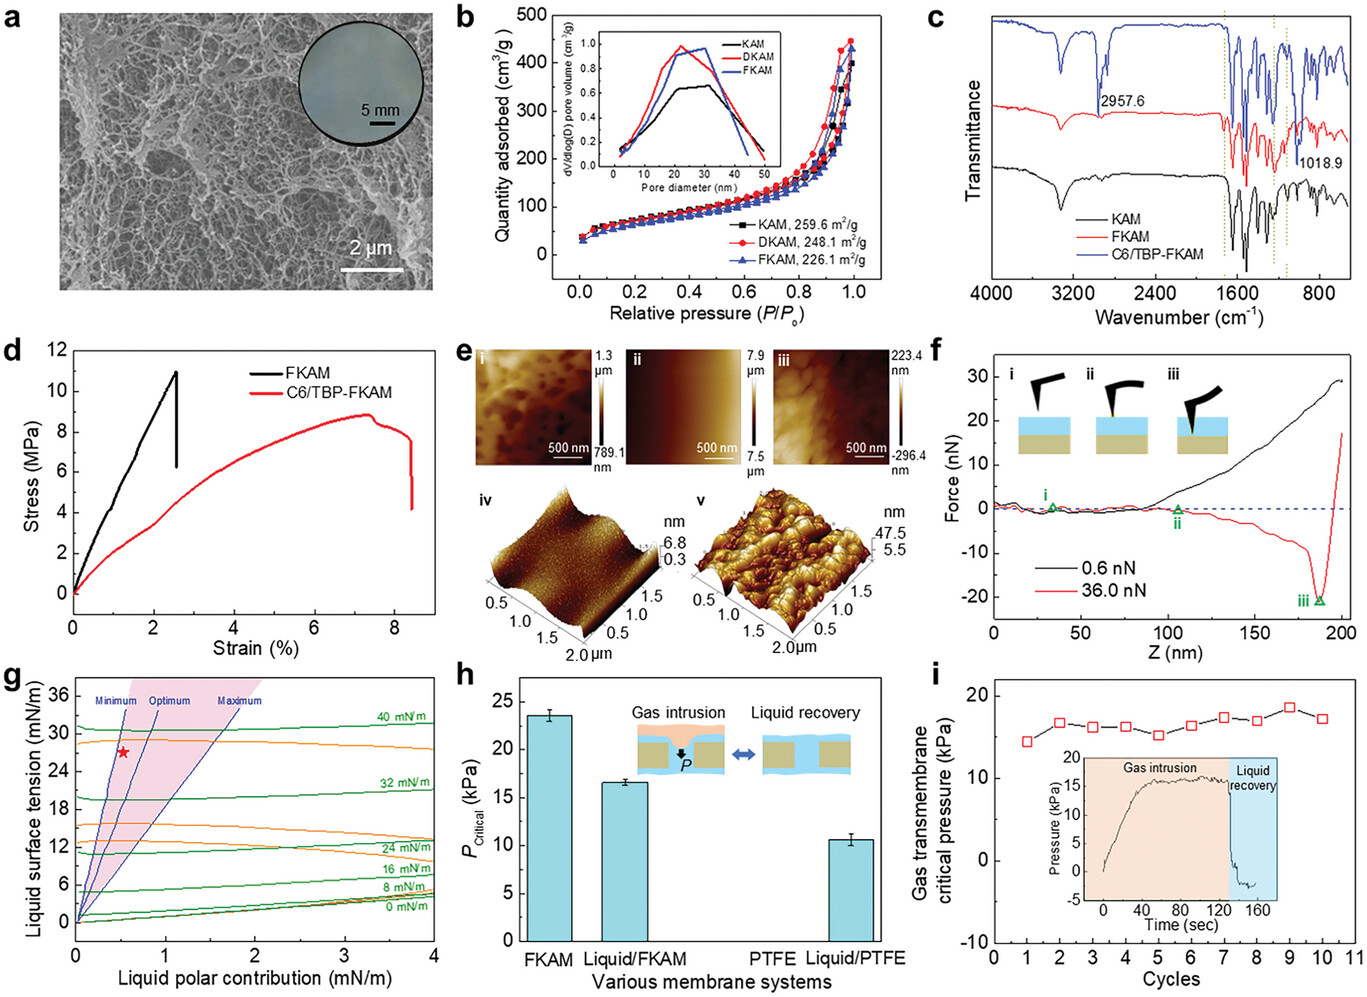 a
5 mm
2 μm
b
Quantity adsorbed (cm³/g )
500
400
300
200
100
0
0.0 0.2 0.4 0.6 0.8 1.0
Relative pressure (P/P₀)
KAM, 259.6 m²/g
DKAM, 248.1 m²/g
FKAM, 226.1 m²/g
dV/dlog(D) pore volume (cm³/g)
1.0
0.8
0.6
0.4
0.2
0.0
0 10 20 30 40 50
Pore diameter (nm)
KAM
DKAM
FKAM
c
Transmittance
2957.6
1018.9
KAM
FKAM
C6/TBP-FKAM
4000 3200 2400 1600 800
Wavenumber (cm⁻¹)
d
Stress (MPa)
12
10
8
6
4
2
0
0 2 4 6 8
Strain (%)
FKAM
C6/TBP-FKAM
e
i
1.3
μm
500 nm
789.1
nm
ii
7.9
μm
500 nm
7.5
μm
iii
223.4
nm
500 nm
-296.4
nm
iv
nm
6.8
0.3
0.5
1.0
1.5
2.0μm
0.5
1.0
1.5
v
nm
47.5
5.5
0.5
1.0
1.5
2.0μm
0.5
1.0
1.5
f
Force (nN)
30
20
10
0
-10
-20
i ii iii
i
ii
iii
0.6 nN
36.0 nN
0 50 100 150 200
Z (nm)
g
Liquid surface tension (mN/m)
36
30
24
18
12
6
0
Minimum Optimum Maximum
40 mN/m
32 mN/m
24 mN/m
16 mN/m
8 mN/m
0 mN/m
0 1 2 3 4
Liquid polar contribution (mN/m)
h
P Critical (kPa)
25
20
15
10
5
0
Gas intrusion Liquid recovery
P
FKAM Liquid/FKAM PTFE Liquid/PTFE
Various membrane systems
i
Gas transmembrane
critical pressure (kPa)
20
10
0
-10
Pressure (kPa)
20
15
10
5
0
-5
Gas intrusion
Liquid
recovery
0 40 80 120 160
Time (sec)
0 1 2 3 4 5 6 7 8 9 10 11
Cycles